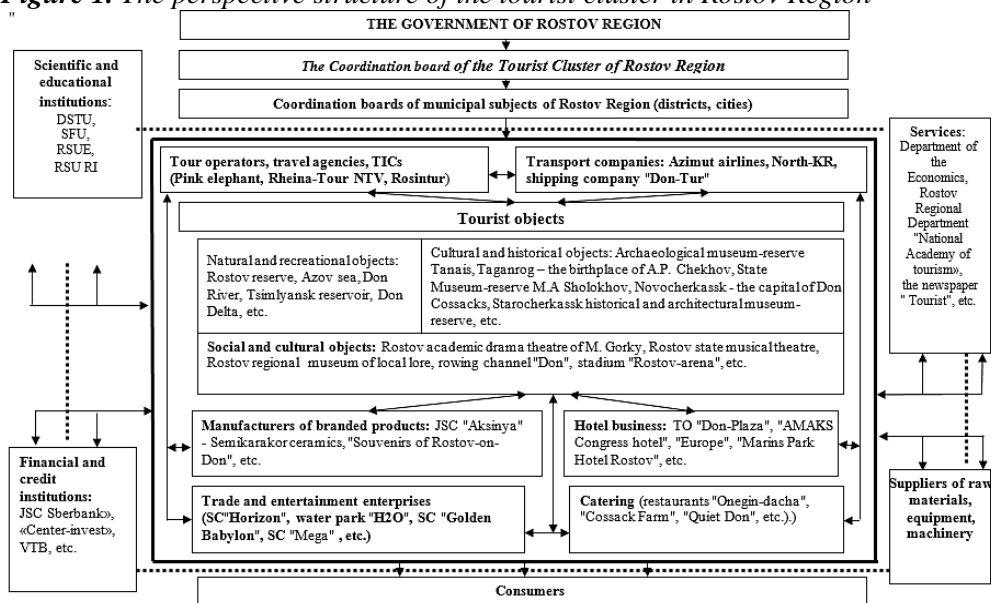 Figure 1. The perspective structure of the tourist cluster in Rostov Region
"
THE GOVERNMENT OF ROSTOV REGION
The Coordination board of the Tourist Cluster of Rostov Region
Coordination boards of municipal subjects of Rostov Region (districts, cities)
Scientific and
educational
institutions:
DSTU,
SFU,
RSUE,
RSU RI
Tour operators, travel agencies, TICs
(Pink elephant, Rheina-Tour NTV, Rosintur)
Transport companies: Azimut airlines, North-KR,
shipping company "Don-Tur"
Services:
Department of
the
Economics,
Rostov
Regional
Department
"National
Academy of
tourism»,
the newspaper
" Tourist", etc.
Tourist objects
Natural and recreational objects:
Rostov reserve, Azov sea, Don
River, Tsimlyansk reservoir, Don
Delta, etc.
Cultural and historical objects: Archaeological museum-reserve
Tanais, Taganrog – the birthplace of A.P. Chekhov, State
Museum-reserve M.A Sholokhov, Novocherkassk - the capital of Don
Cossacks, Starocherkassk historical and architectural museum-
reserve, etc.
Social and cultural objects: Rostov academic drama theatre of M. Gorky, Rostov state musical theatre,
Rostov regional museum of local lore, rowing channel "Don", stadium "Rostov-arena", etc.
Manufacturers of branded products: JSC "Aksinya"
- Semikarakor ceramics, "Souvenirs of Rostov-on-
Don", etc.
Hotel business: TO "Don-Plaza", "AMAKS
Congress hotel", "Europe", "Marins Park
Hotel Rostov", etc.
Financial and
credit
institutions:
JSC Sberbank»,
«Center-invest»,
VTB, etc.
Trade and entertainment enterprises
(SC"Horizon", water park "H2O", SC "Golden
Babylon", SC "Mega" , etc.)
Catering (restaurants "Onegin-dacha",
"Cossack Farm", "Quiet Don", etc.).)
Suppliers of raw
materials,
equipment,
machinery
Consumers